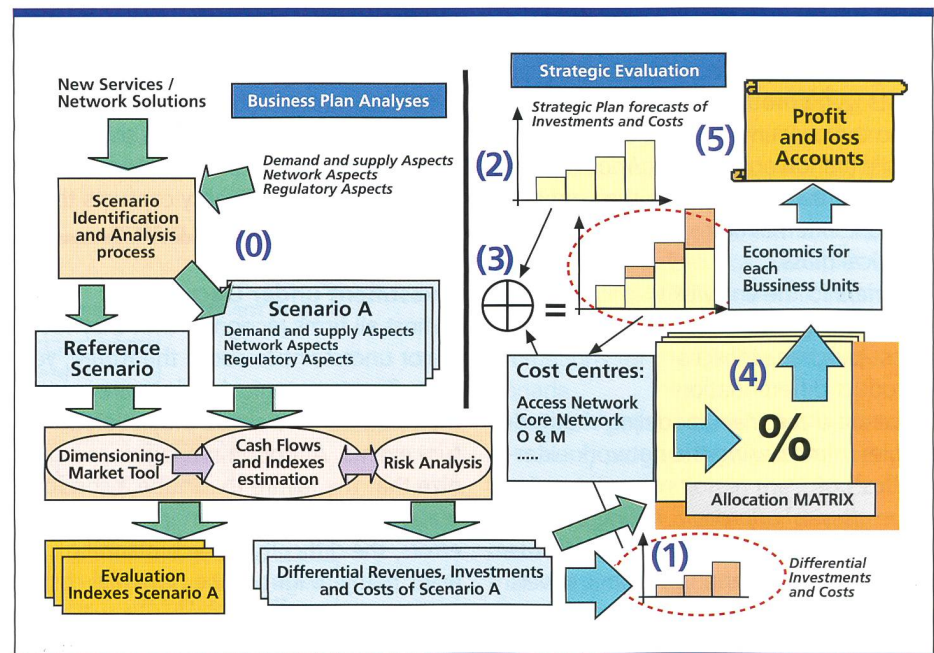 New Services /
Network Solutions
Business Plan Analyses
Demand and supply Aspects
Network Aspects
Regulatory Aspects
Scenario
Identification
and Analysis
process
(0)
Scenario A
Demand and supply Aspects
Network Aspects
Regulatory Aspects
Reference
Scenario
Dimensioning-
Market Tool
Cash Flows
and Indexes
estimation
Risk Analysis
Evaluation
Indexes Scenario A
Differential Revenues, Investments
and Costs of Scenario A
Strategic Evaluation
Strategic Plan forecasts of
Investments and Costs
(2)
(3)
=
(5)
Profit
and loss
Accounts
Economics for
each
Bussiness Units
Cost Centres:
Access Network
Core Network
O & M
.....
(4)
%
Allocation MATRIX
(1)
Differential
Investments
and Costs